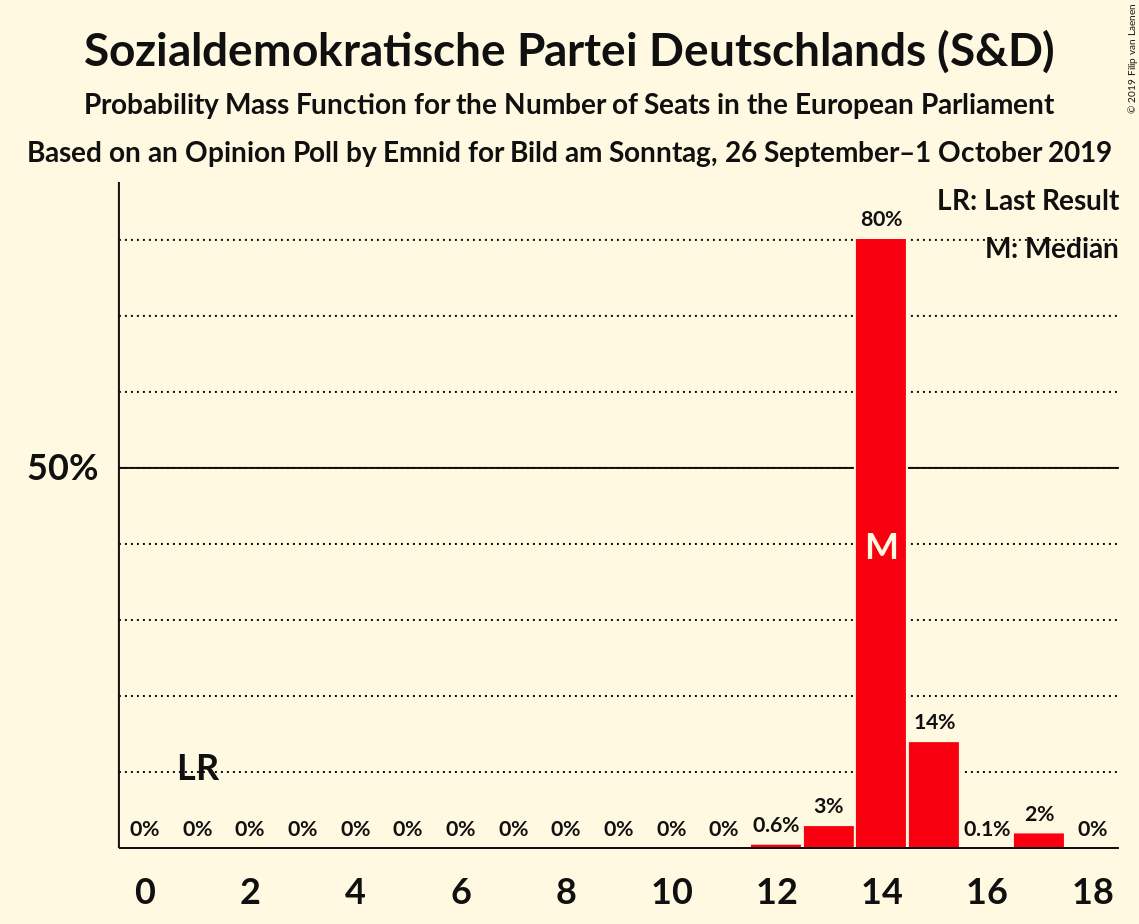 Sozialdemokratische Partei Deutschlands (S&D)
Probability Mass Function for the Number of Seats in the European Parliament
Based on an Opinion Poll by Emnid for Bild am Sonntag, 26 September–1 October 2019
© 2019 Filip van Laenen
LR: Last Result
M: Median
80%
50%
M
14%
LR
0% 0% 0% 0% 0% 0% 0% 0% 0% 0% 0% 0% 0.6% 3% 0.1% 2% 0%
0 2 4 6 8 10 12 14 16 18